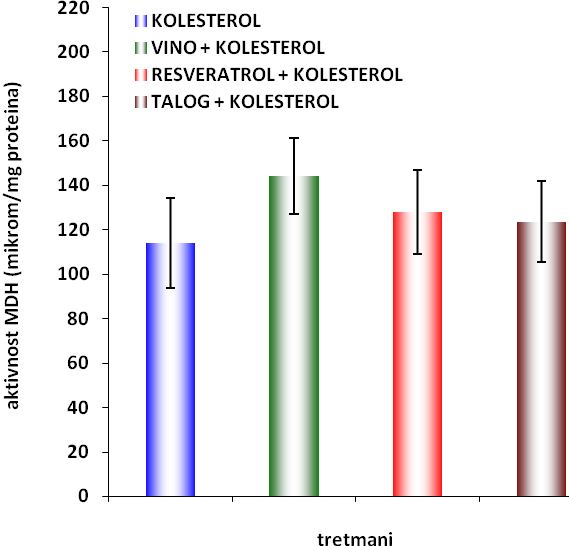 220
200
180
160
140
120
100
80
60
40
20
0
aktivnost MDH (mikrom/mg proteina)
KOLESTEROL
VINO + KOLESTEROL
RESVERATROL + KOLESTEROL
TALOG + KOLESTEROL
tretmani